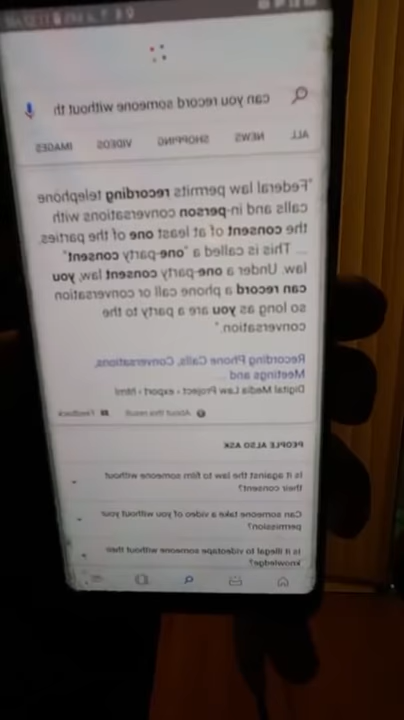 can you record someone without th
ALL NEWS SHOPPING VIDEOS IMAGES
"Federal law permits recording telephone
calls and in-person conversations with
the consent of at least one of the parties.
... This is called a "one-party consent"
law. Under a one-party consent law, you
can record a phone call or conversation
so long as you are a party to the
conversation."
Recording Phone Calls, Conversations,
Meetings and ...
Digital Media Law Project › export › html
About this result Feedback
PEOPLE ALSO ASK
Is it against the law to film someone without
their consent?
Can someone take a video of you without your
permission?
Is it illegal to videotape someone without their
knowledge?